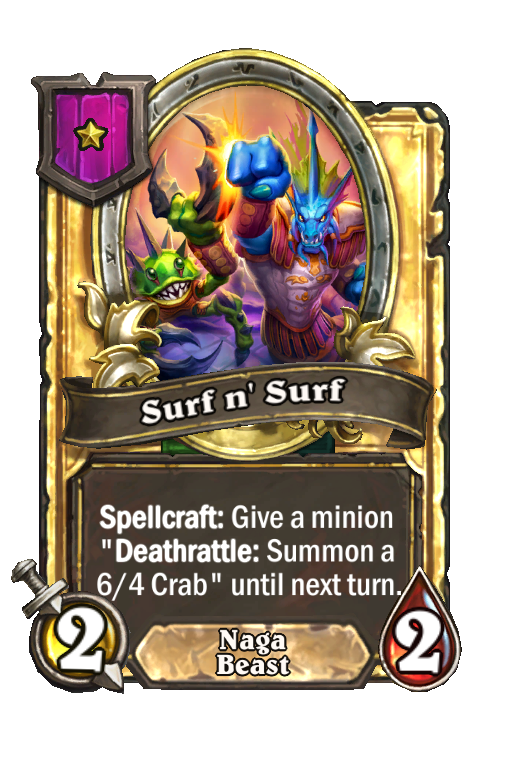 Surf n' Surf
Spellcraft: Give a minion
"Deathrattle: Summon a
6/4 Crab" until next turn.
2
Naga
Beast
2